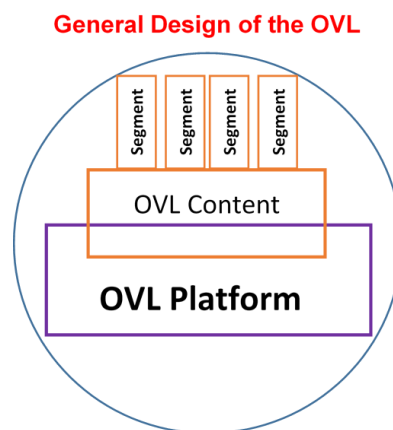 General Design of the OVL
Segment
Segment
Segment
Segment
OVL Content
OVL Platform